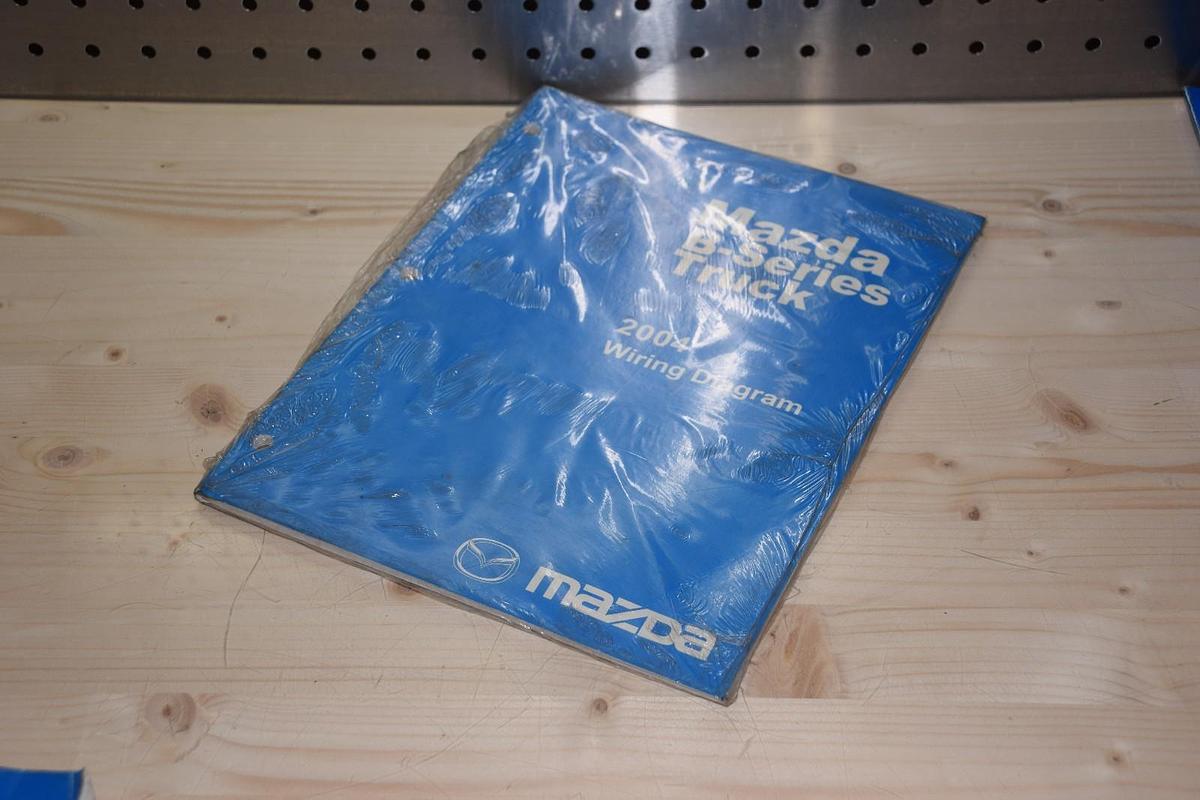 Mazda
B-Series
Truck
2004
Wiring Diagram
mazda